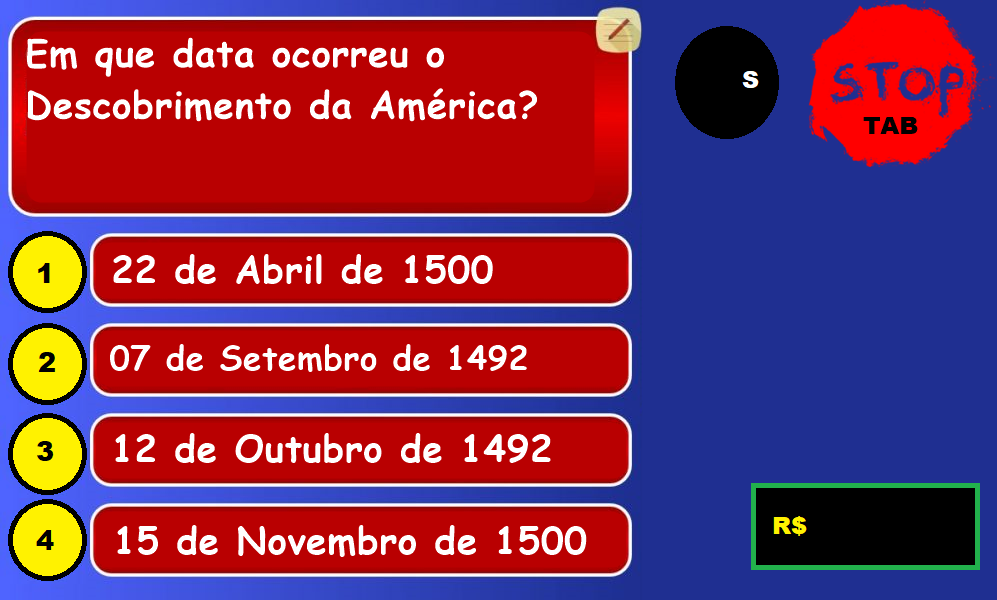 Em que data ocorreu o
Descobrimento da América?
S
STOP
TAB
1
22 de Abril de 1500
2
07 de Setembro de 1492
3
12 de Outubro de 1492
4
15 de Novembro de 1500
R$